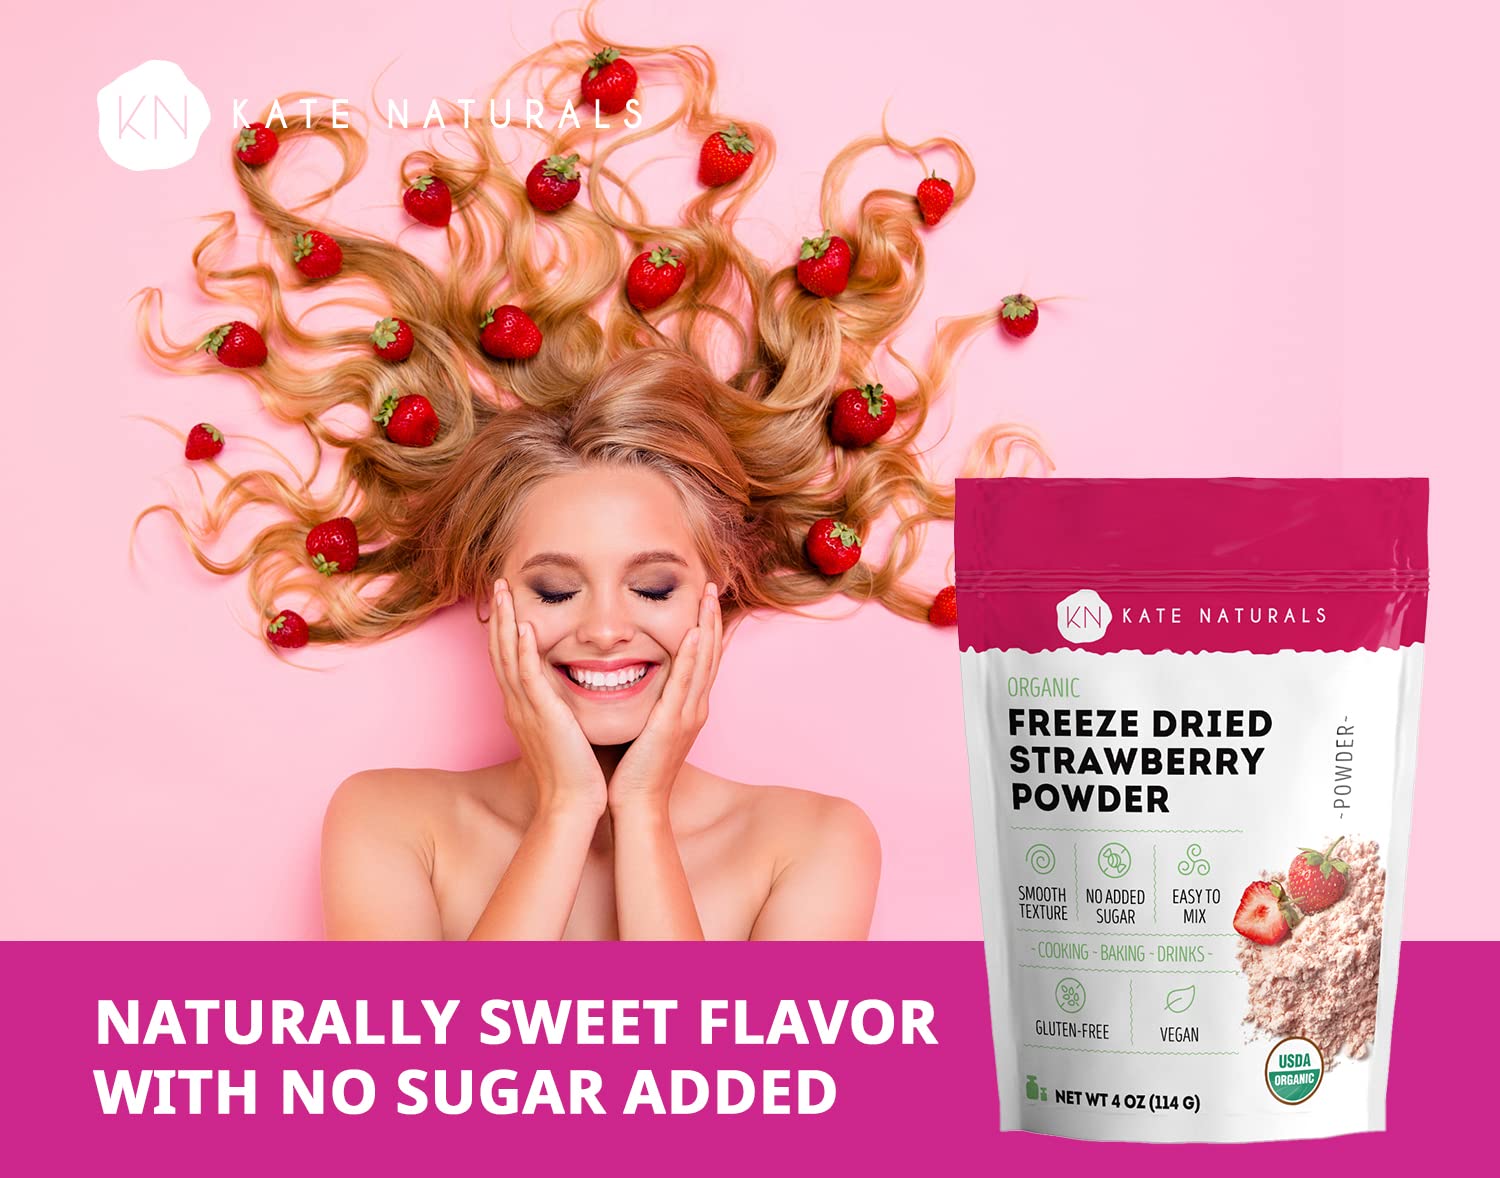 KN KATE NATURALS
KN KATE NATURALS
ORGANIC
FREEZE DRIED
STRAWBERRY
POWDER
-POWDER-
SMOOTH
TEXTURE
NO ADDED
SUGAR
EASY TO
MIX
- COOKING - BAKING - DRINKS -
GLUTEN-FREE
VEGAN
USDA
ORGANIC
NET WT 4 OZ (114 G)
NATURALLY SWEET FLAVOR
WITH NO SUGAR ADDED